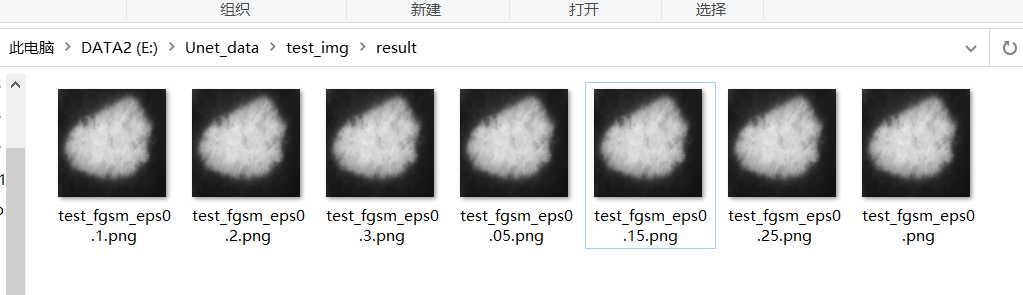 组织
新建
打开
选择
此电脑 > DATA2 (E:) > Unet_data > test_img > result
test_fgsm_eps0
.1.png
test_fgsm_eps0
.2.png
test_fgsm_eps0
.3.png
test_fgsm_eps0
.05.png
test_fgsm_eps0
.15.png
test_fgsm_eps0
.25.png
test_fgsm_eps0
.png